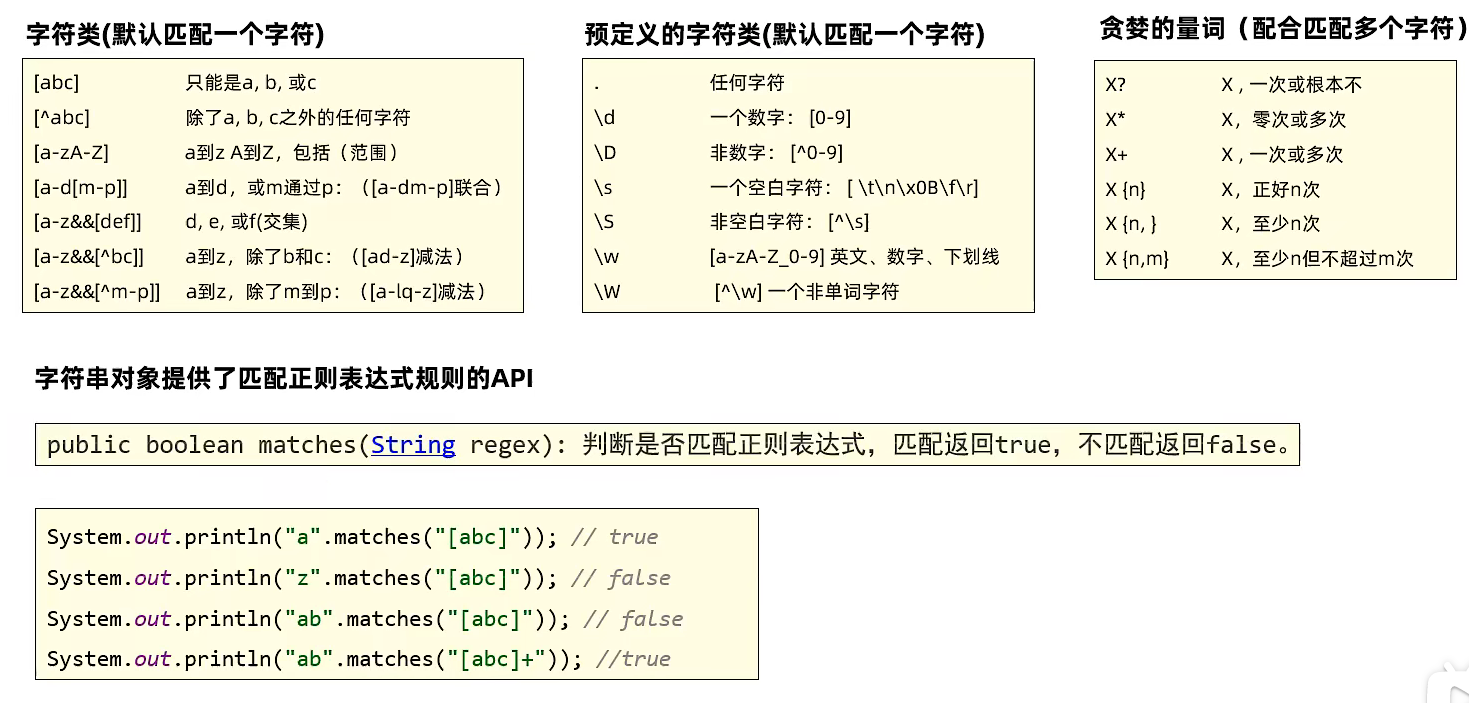 字符类(默认匹配一个字符)
[abc] 只能是a, b, 或c
[^abc] 除了a, b, c之外的任何字符
[a-zA-Z] a到z A到Z，包括（范围）
[a-d[m-p]] a到d，或m通过p：（[a-dm-p]联合）
[a-z&&[def]] d, e, 或f(交集)
[a-z&&[^bc]] a到z，除了b和c：（[ad-z]减法）
[a-z&&[^m-p]] a到z，除了m到p：（[a-lq-z]减法）
预定义的字符类(默认匹配一个字符)
. 任何字符
\d 一个数字： [0-9]
\D 非数字： [^0-9]
\s 一个空白字符： [ \t\n\x0B\f\r]
\S 非空白字符： [^\s]
\w [a-zA-Z_0-9] 英文、数字、下划线
\W [^\w] 一个非单词字符
贪婪的量词（配合匹配多个字符）
X? X , 一次或根本不
X* X，零次或多次
X+ X , 一次或多次
X {n} X，正好n次
X {n, } X，至少n次
X {n,m} X，至少n但不超过m次
字符串对象提供了匹配正则表达式规则的API
public boolean matches(String regex): 判断是否匹配正则表达式，匹配返回true，不匹配返回false。
System.out.println("a".matches("[abc]")); // true
System.out.println("z".matches("[abc]")); // false
System.out.println("ab".matches("[abc]")); // false
System.out.println("ab".matches("[abc]+")); //true